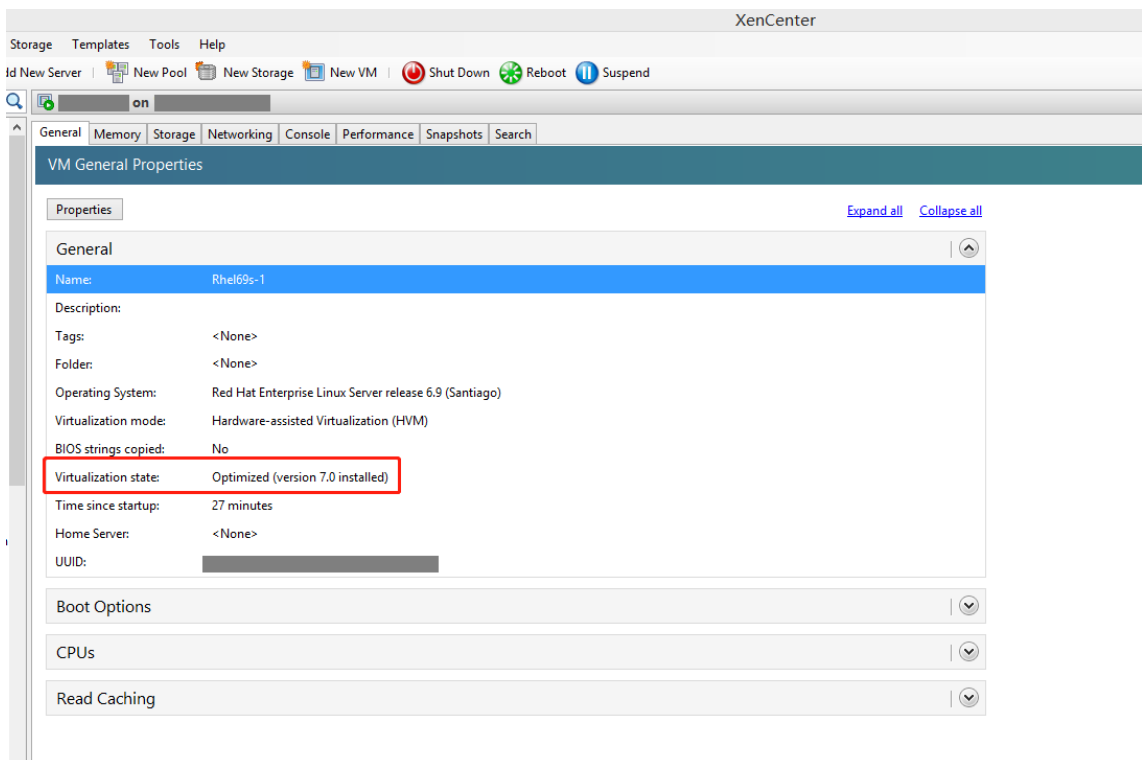 XenCenter
Storage Templates Tools Help
dd New Server New Pool New Storage New VM Shut Down Reboot Suspend
on
General Memory Storage Networking Console Performance Snapshots Search
VM General Properties
Properties Expand all Collapse all
General
Name: Rhel69s-1
Description:
Tags: <None>
Folder: <None>
Operating System: Red Hat Enterprise Linux Server release 6.9 (Santiago)
Virtualization mode: Hardware-assisted Virtualization (HVM)
BIOS strings copied: No
Virtualization state: Optimized (version 7.0 installed)
Time since startup: 27 minutes
Home Server: <None>
UUID:
Boot Options
CPUs
Read Caching